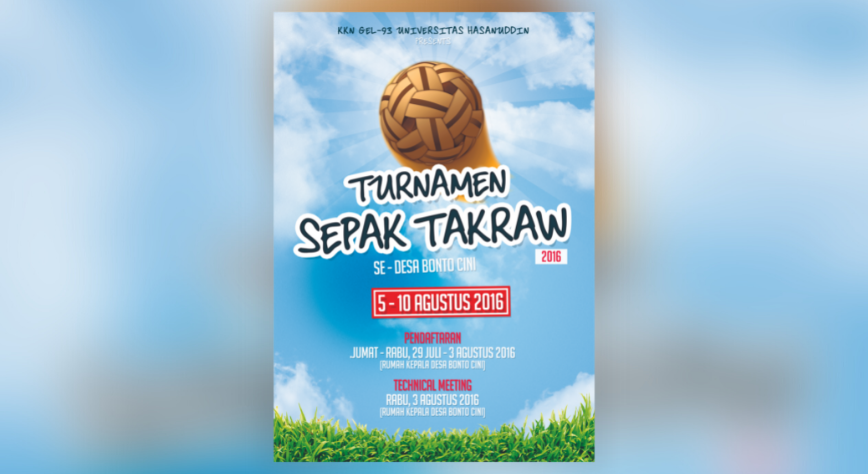 KKN GEL-93 UNIVERSITAS HASANUDDIN
TURNAMEN
SEPAK TAKRAW
2016
SE - DESA BONTO CINI
5 - 10 AGUSTUS 2016
PENDAFTARAN
JUMAT - RABU, 29 JULI - 3 AGUSTUS 2016
(RUMAH KEPALA DESA BONTO CINI)
TECHNICAL MEETING
RABU, 3 AGUSTUS 2016
(RUMAH KEPALA DESA BONTO CINI)